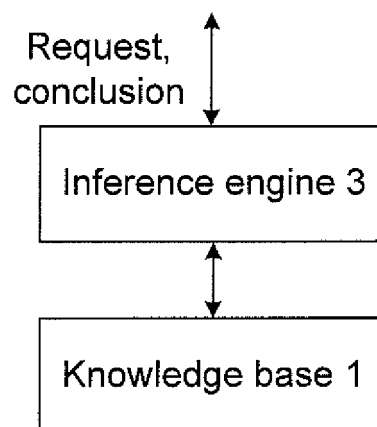 Request,
conclusion
Inference engine 3
Knowledge base 1